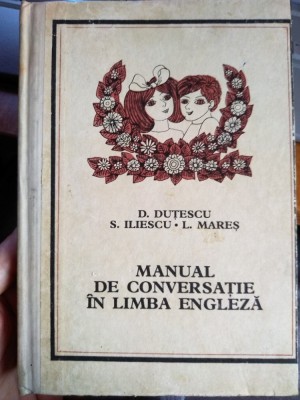 D. DUȚESCU
S. ILIESCU • L. MAREȘ
MANUAL
DE CONVERSAȚIE
ÎN LIMBA ENGLEZĂ